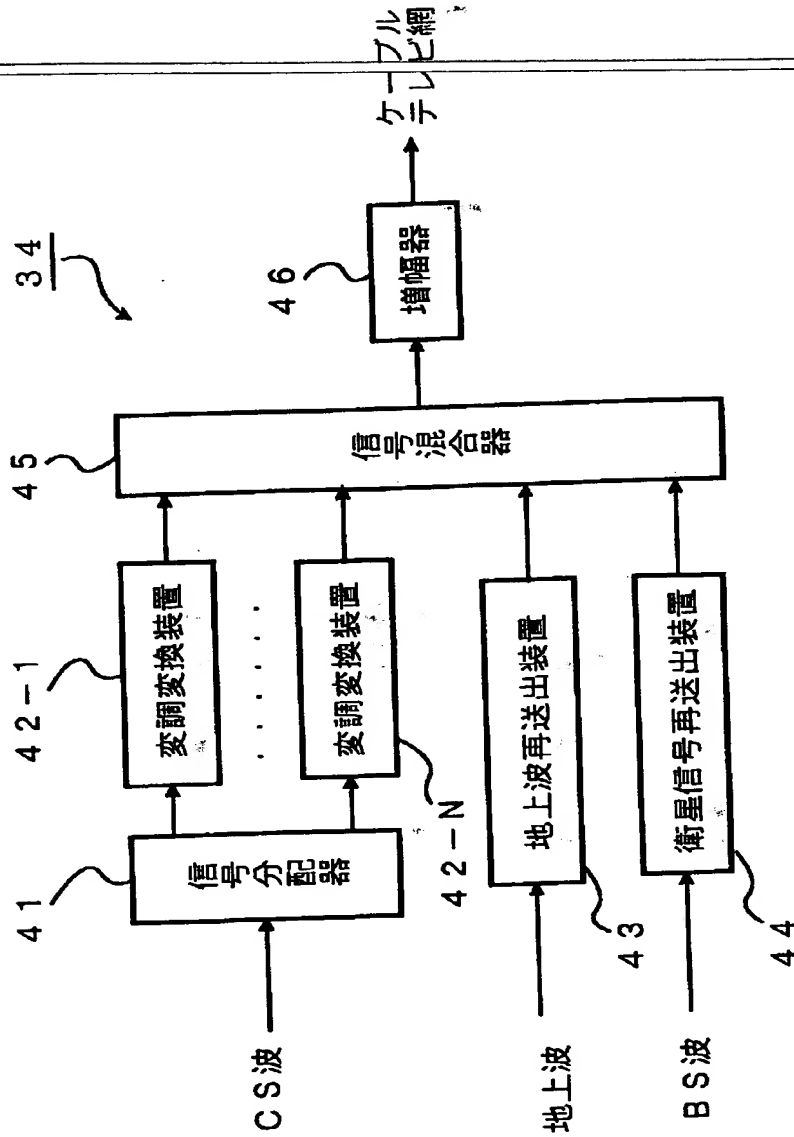 34
41
42-1
45
46
CS波
信号分配器
変調変換装置
・・・・・・
変調変換装置
42-N
信号混合器
増幅器
ケーブル
テレビ網
地上波
地上波再送出装置
43
BS波
衛星信号再送出装置
44